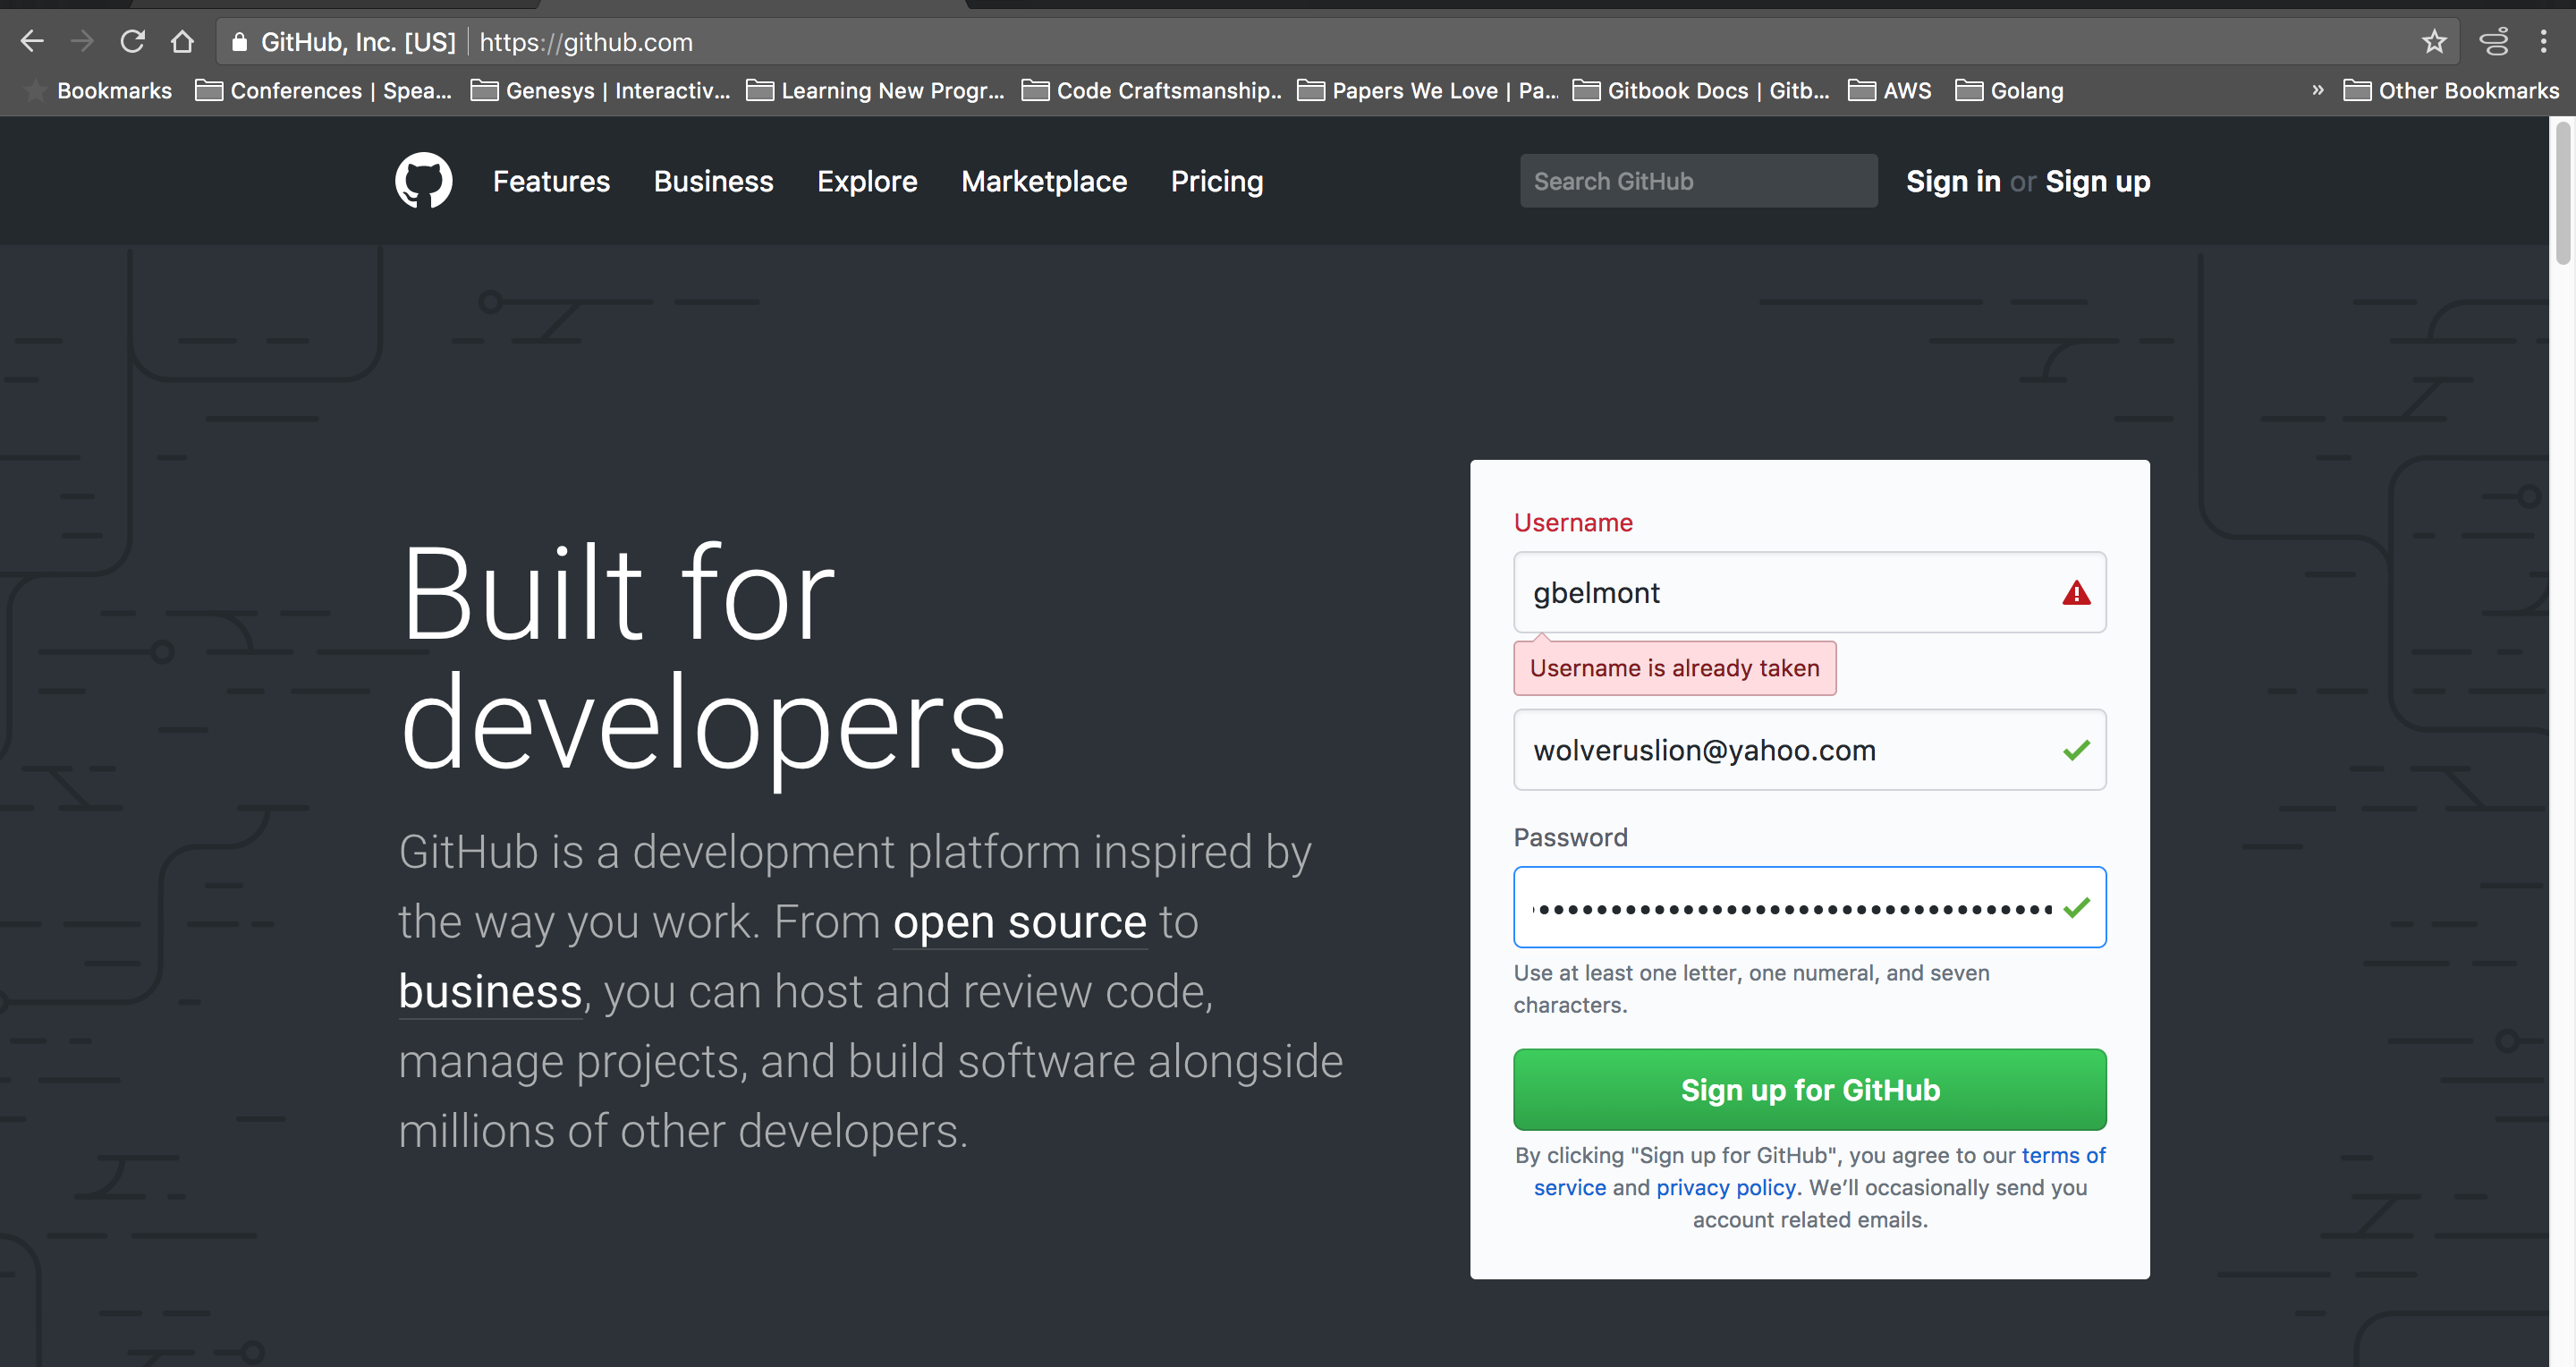 GitHub, Inc. [US] https://github.com
Bookmarks Conferences | Spea... Genesys | Interactiv... Learning New Progr... Code Craftsmanship... Papers We Love | Pa... Gitbook Docs | Gitb... AWS Golang » Other Bookmarks
Features Business Explore Marketplace Pricing Search GitHub Sign in or Sign up
Built for
developers
GitHub is a development platform inspired by
the way you work. From open source to
business, you can host and review code,
manage projects, and build software alongside
millions of other developers.
Username
gbelmont
Username is already taken
wolveruslion@yahoo.com
Password
Use at least one letter, one numeral, and seven
characters.
Sign up for GitHub
By clicking "Sign up for GitHub", you agree to our terms of
service and privacy policy. We’ll occasionally send you
account related emails.